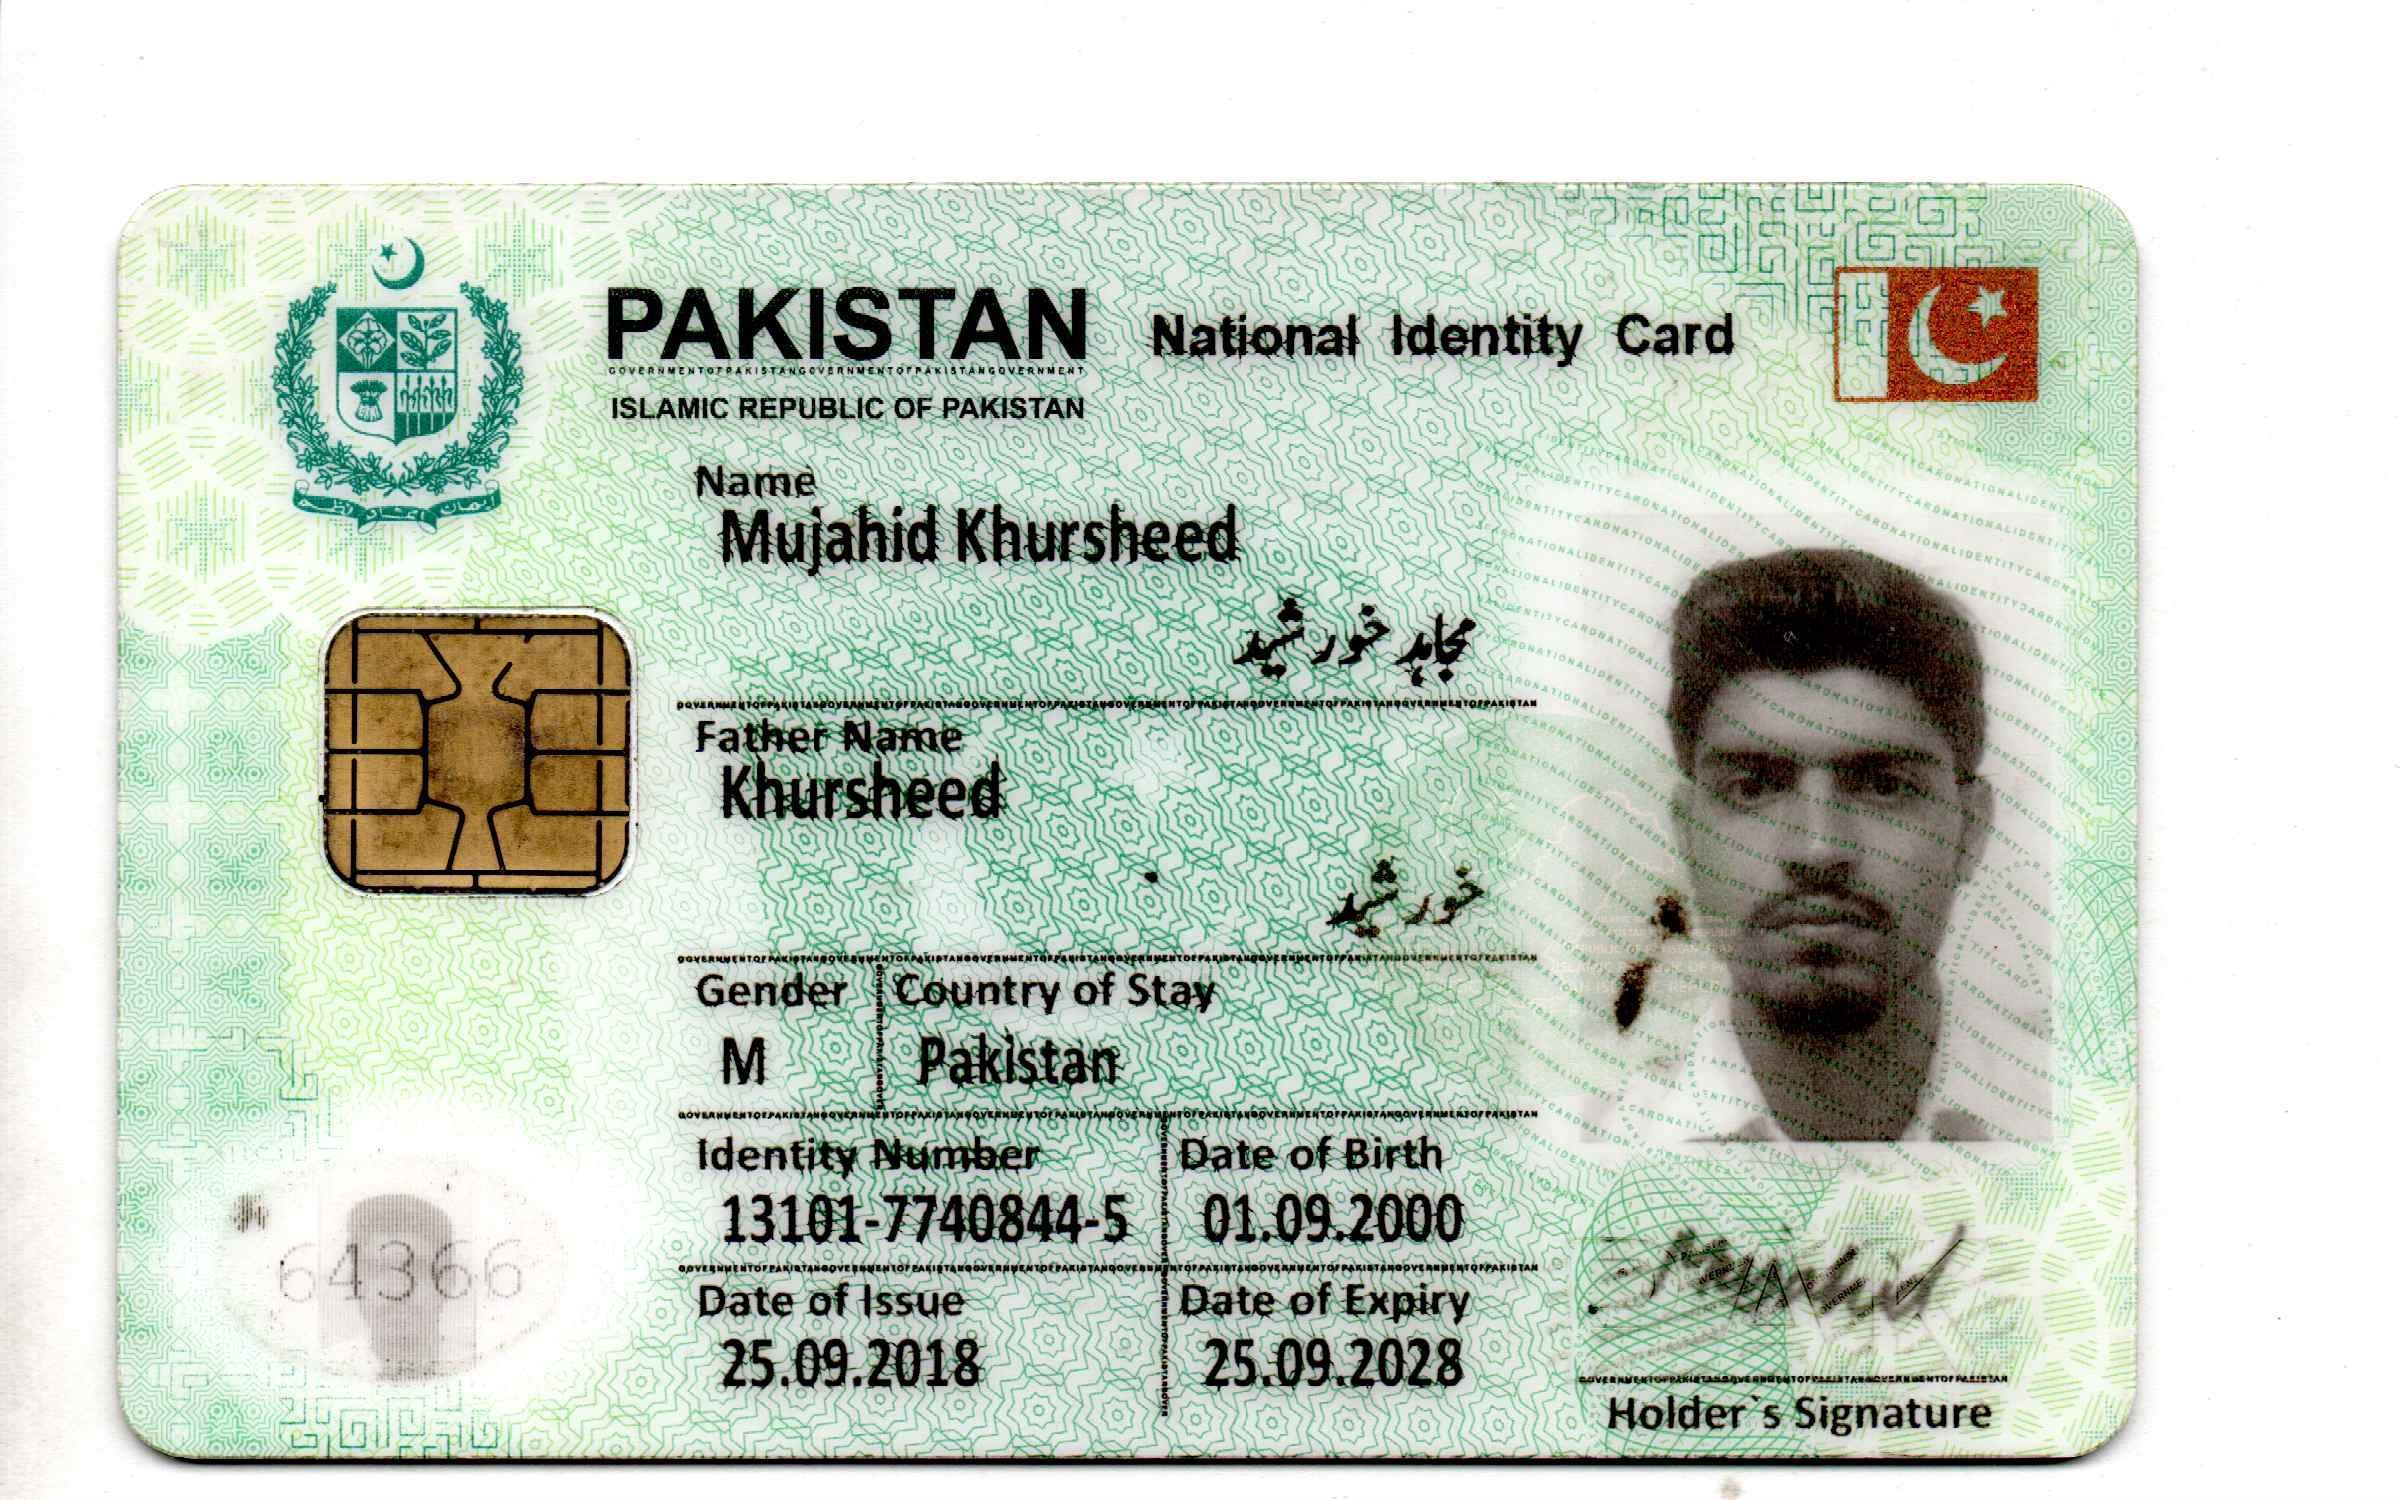 PAKISTAN National Identity Card
ISLAMIC REPUBLIC OF PAKISTAN
Name
Mujahid Khursheed
مجاہد خورشید
Father Name
Khursheed
خورشید
Gender Country of Stay
M Pakistan
Identity Number Date of Birth
13101-7740844-5 01.09.2000
Date of Issue Date of Expiry
25.09.2018 25.09.2028
64366
Holder`s Signature